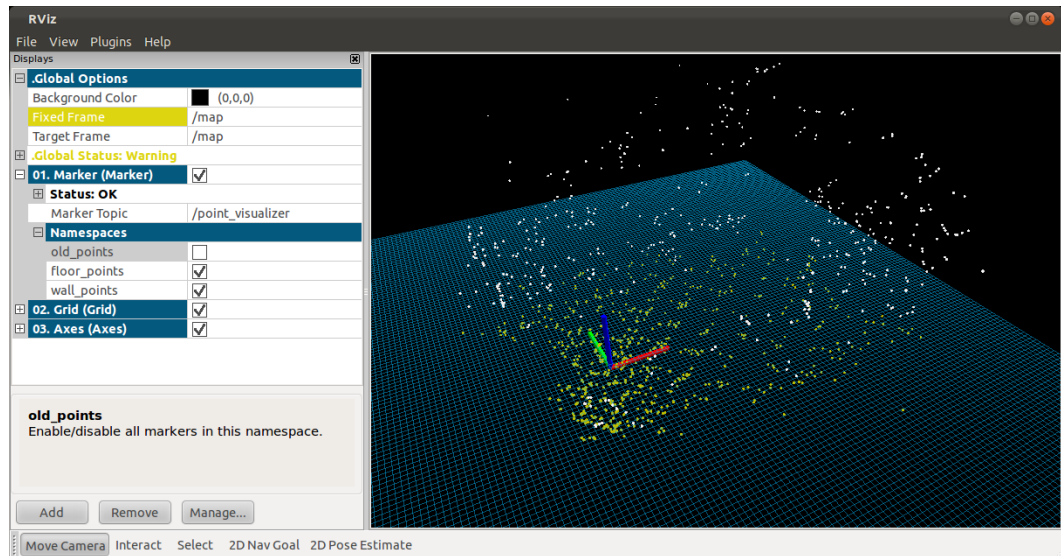 RViz
File View Plugins Help
Displays
.Global Options
Background Color (0,0,0)
Fixed Frame /map
Target Frame /map
.Global Status: Warning
01. Marker (Marker)
Status: OK
Marker Topic /point_visualizer
Namespaces
old_points
floor_points
wall_points
02. Grid (Grid)
03. Axes (Axes)
old_points
Enable/disable all markers in this namespace.
Add Remove Manage...
Move Camera Interact Select 2D Nav Goal 2D Pose Estimate